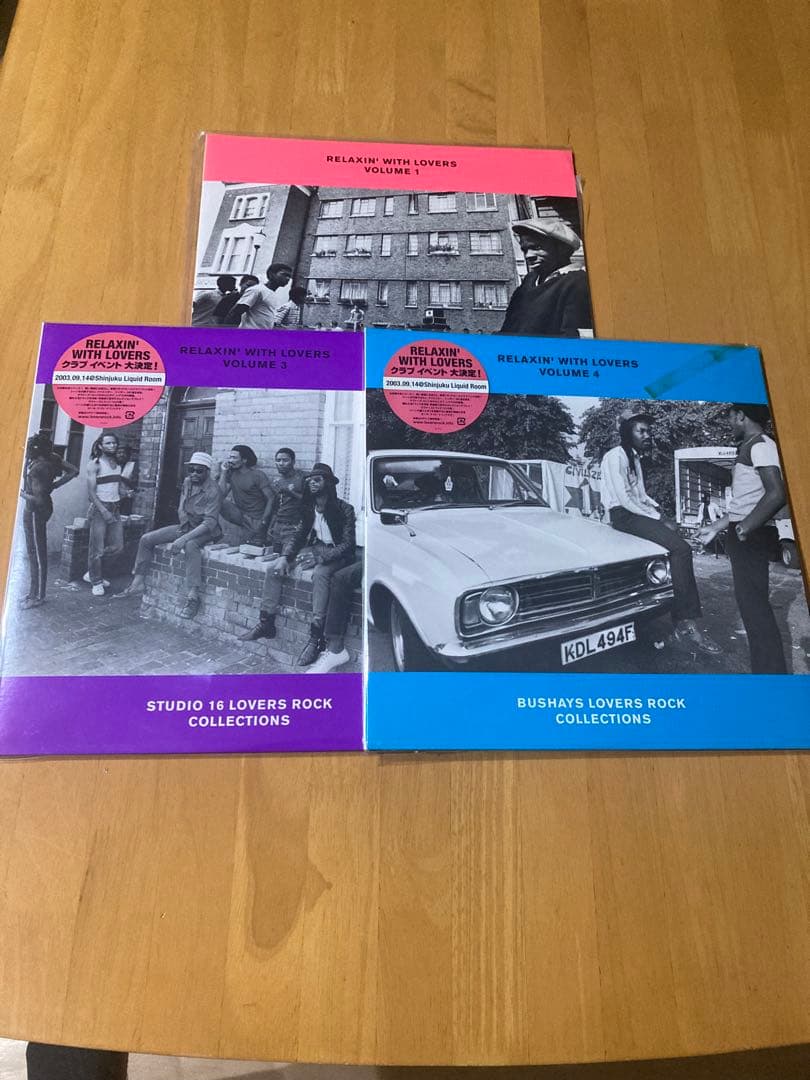 RELAXIN' WITH LOVERS
VOLUME 1
RELAXIN'
WITH LOVERS
クラブ イベント 大決定!
2003.09.14@Shinjuku Liquid Room
RELAXIN' WITH LOVERS
VOLUME 3
STUDIO 16 LOVERS ROCK
COLLECTIONS
RELAXIN'
WITH LOVERS
クラブ イベント 大決定!
2003.09.14@Shinjuku Liquid Room
RELAXIN' WITH LOVERS
VOLUME 4
CIVILIZE
KDL494F
BUSHAYS LOVERS ROCK
COLLECTIONS